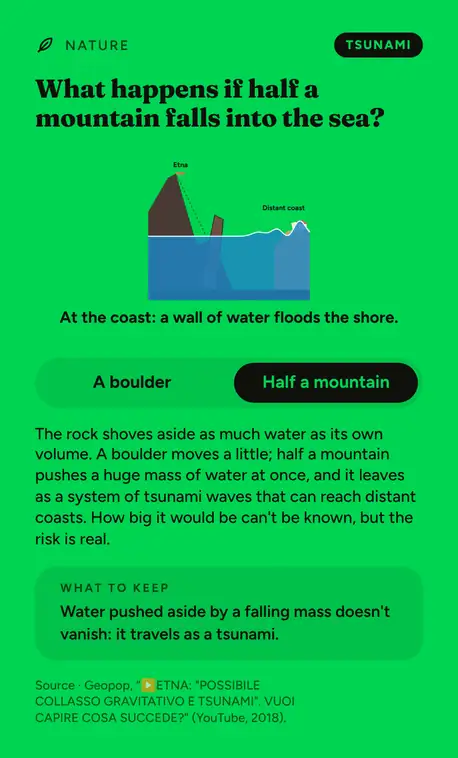 NATURE
TSUNAMI
What happens if half a
mountain falls into the sea?
Etna
Distant coast
At the coast: a wall of water floods the shore.
A boulder
Half a mountain
The rock shoves aside as much water as its own
volume. A boulder moves a little; half a mountain
pushes a huge mass of water at once, and it leaves
as a system of tsunami waves that can reach distant
coasts. How big it would be can't be known, but the
risk is real.
WHAT TO KEEP
Water pushed aside by a falling mass doesn't
vanish: it travels as a tsunami.
Source · Geopop, "▶️ETNA: "POSSIBILE
COLLASSO GRAVITATIVO E TSUNAMI". VUOI
CAPIRE COSA SUCCEDE?" (YouTube, 2018).